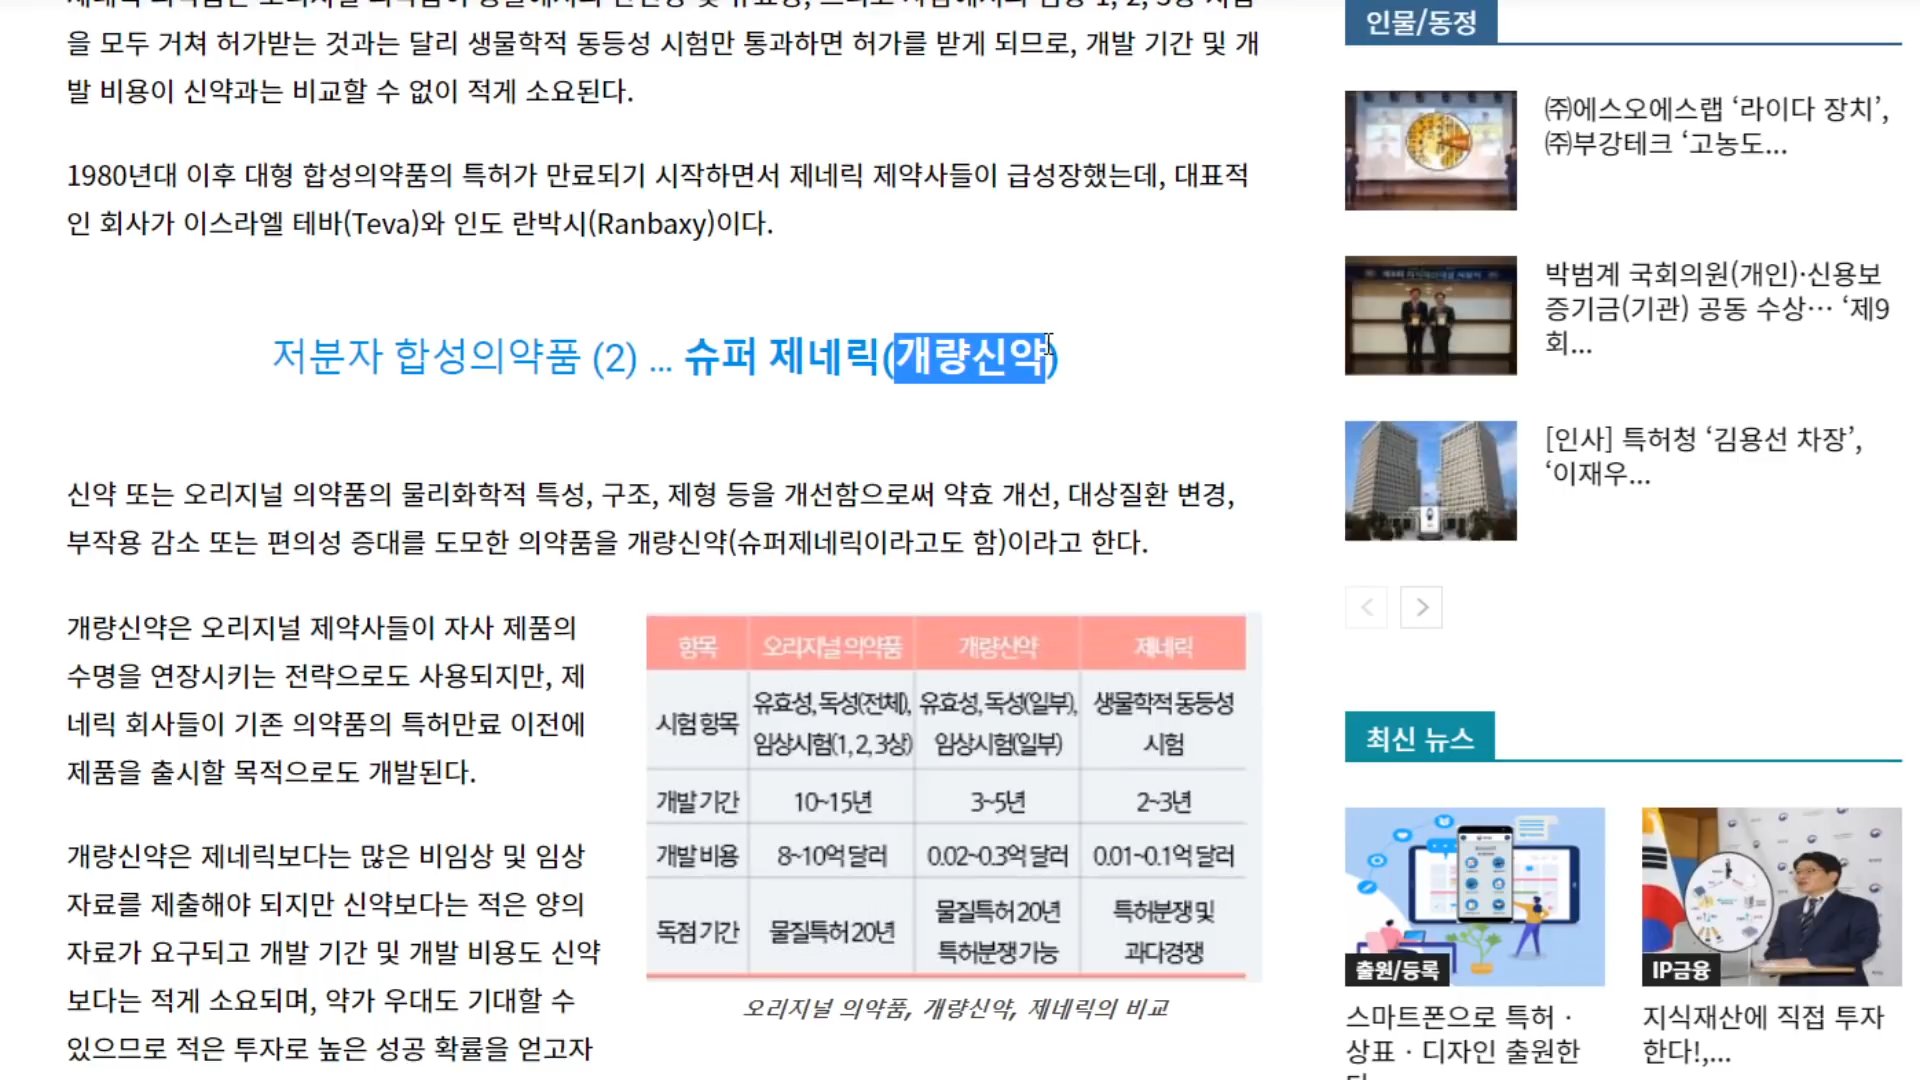 을 모두 거쳐 허가받는 것과는 달리 생물학적 동등성 시험만 통과하면 허가를 받게 되므로, 개발 기간 및 개
발 비용이 신약과는 비교할 수 없이 적게 소요된다.
1980년대 이후 대형 합성의약품의 특허가 만료되기 시작하면서 제네릭 제약사들이 급성장했는데, 대표적
인 회사가 이스라엘 테바(Teva)와 인도 란박시(Ranbaxy)이다.
저분자 합성의약품 (2) ... 슈퍼 제네릭(개량신약)
신약 또는 오리지널 의약품의 물리화학적 특성, 구조, 제형 등을 개선함으로써 약효 개선, 대상질환 변경,
부작용 감소 또는 편의성 증대를 도모한 의약품을 개량신약(슈퍼제네릭이라고도 함)이라고 한다.
개량신약은 오리지널 제약사들이 자사 제품의
수명을 연장시키는 전략으로도 사용되지만, 제
네릭 회사들이 기존 의약품의 특허만료 이전에
제품을 출시할 목적으로도 개발된다.
개량신약은 제네릭보다는 많은 비임상 및 임상
자료를 제출해야 되지만 신약보다는 적은 양의
자료가 요구되고 개발 기간 및 개발 비용도 신약
보다는 적게 소요되며, 약가 우대도 기대할 수
있으므로 적은 투자로 높은 성공 확률을 얻고자
항목 오리지널 의약품 개량신약 제네릭
시험 항목 유효성, 독성(전체), 임상시험(1, 2, 3상) 유효성, 독성(일부), 임상시험(일부) 생물학적 동등성 시험
개발 기간 10~15년 3~5년 2~3년
개발 비용 8~10억 달러 0.02~0.3억 달러 0.01~0.1억 달러
독점 기간 물질특허 20년 물질특허 20년 특허분쟁 가능 특허분쟁 및 과다경쟁
오리지널 의약품, 개량신약, 제네릭의 비교
인물/동정
㈜에스오에스랩 ‘라이다 장치’,
㈜부강테크 ‘고농도...
박범계 국회의원(개인)·신용보
증기금(기관) 공동 수상… ‘제9
회...
[인사] 특허청 ‘김용선 차장’,
‘이재우...
최신 뉴스
출원/등록
스마트폰으로 특허 ·
상표 · 디자인 출원한
IP금융
지식재산에 직접 투자
한다!,...